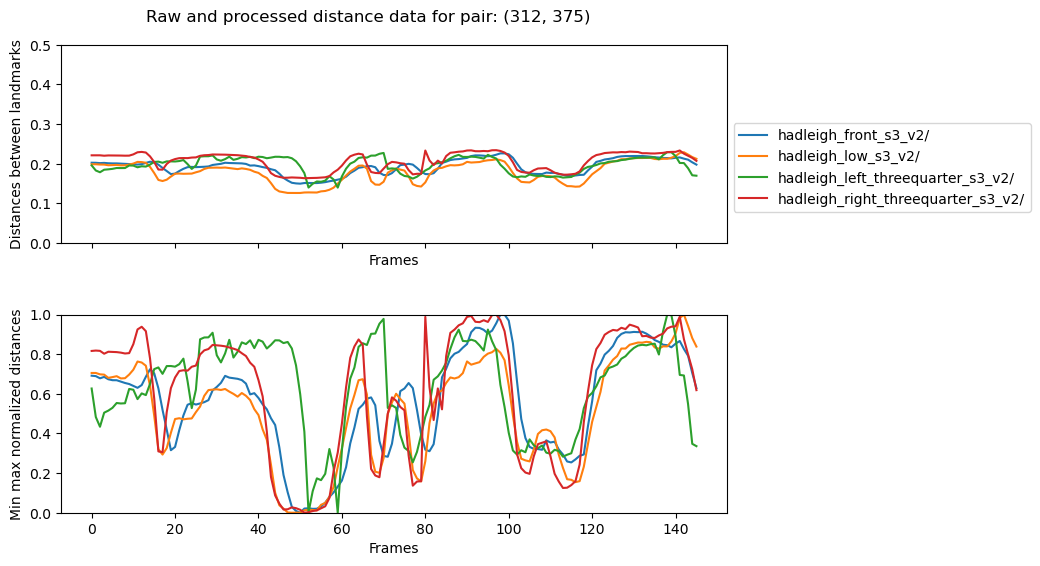 Raw and processed distance data for pair: (312, 375)
Distances between landmarks
0.5
0.4
0.3
0.2
0.1
0.0
Frames
hadleigh_front_s3_v2/
hadleigh_low_s3_v2/
hadleigh_left_threequarter_s3_v2/
hadleigh_right_threequarter_s3_v2/
Min max normalized distances
1.0
0.8
0.6
0.4
0.2
0.0
0 20 40 60 80 100 120 140
Frames